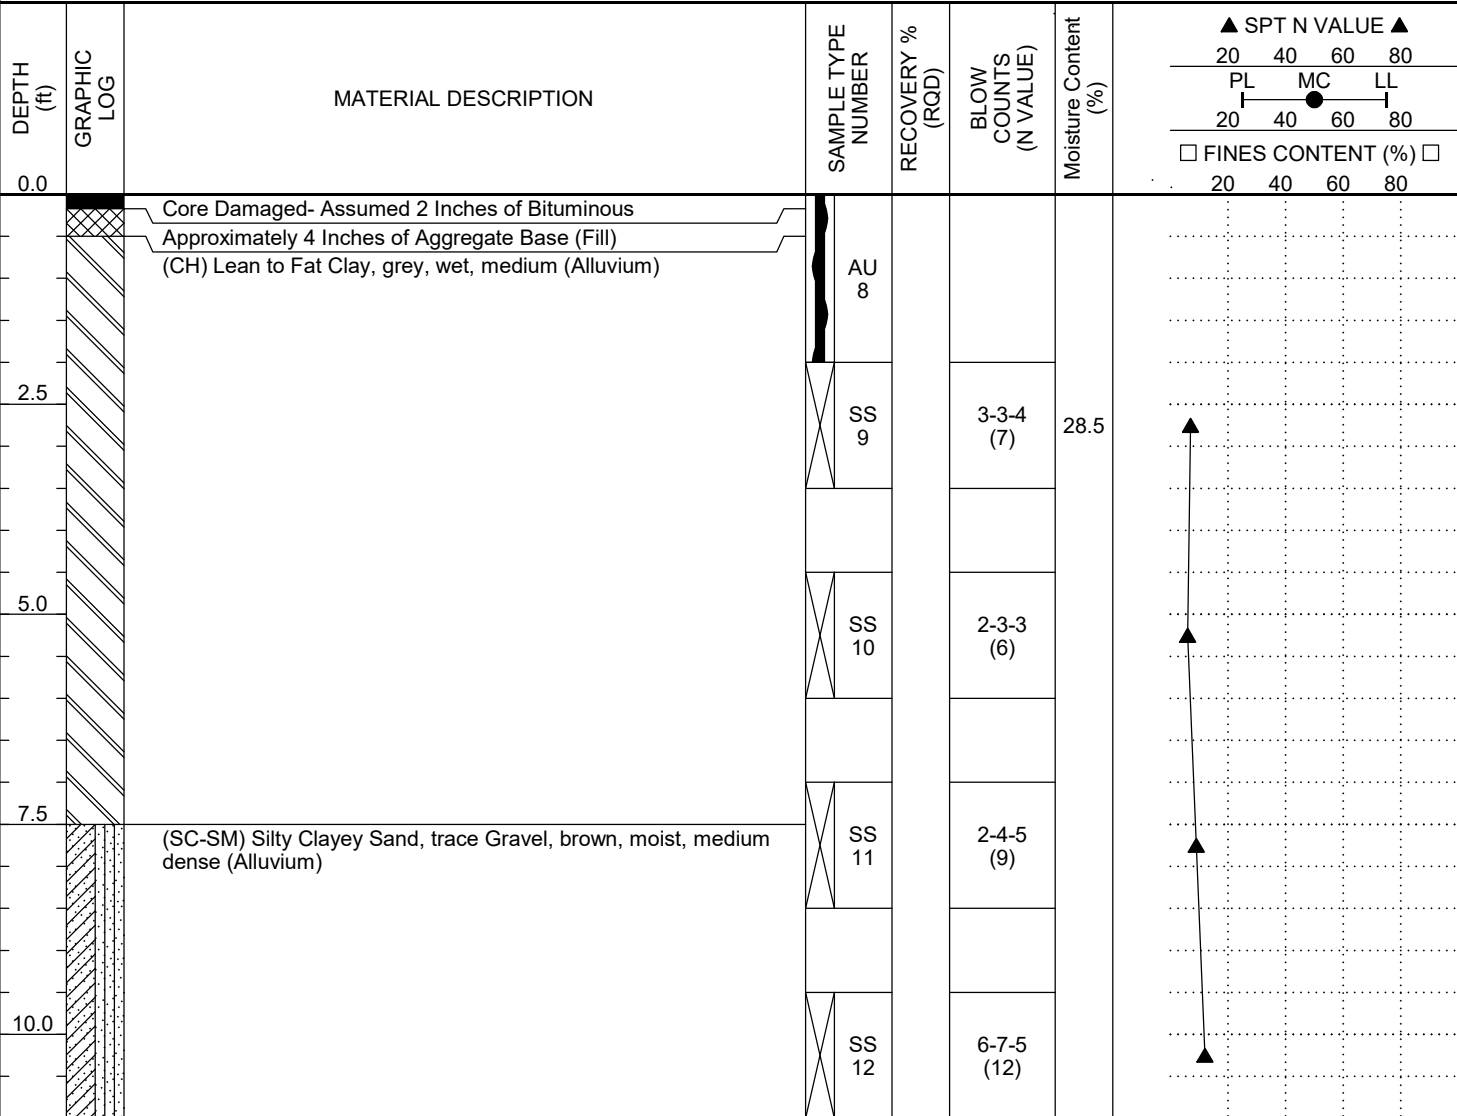 DEPTH
(ft)
GRAPHIC
LOG
MATERIAL DESCRIPTION
SAMPLE TYPE
NUMBER
RECOVERY %
(RQD)
BLOW
COUNTS
(N VALUE)
Moisture Content
(%)
▲ SPT N VALUE ▲
20 40 60 80
PL MC LL
20 40 60 80
□ FINES CONTENT (%) □
20 40 60 80
0.0
Core Damaged- Assumed 2 Inches of Bituminous
Approximately 4 Inches of Aggregate Base (Fill)
(CH) Lean to Fat Clay, grey, wet, medium (Alluvium)
AU
8
2.5
SS
9
3-3-4
(7)
28.5
5.0
SS
10
2-3-3
(6)
7.5
(SC-SM) Silty Clayey Sand, trace Gravel, brown, moist, medium
dense (Alluvium)
SS
11
2-4-5
(9)
10.0
SS
12
6-7-5
(12)